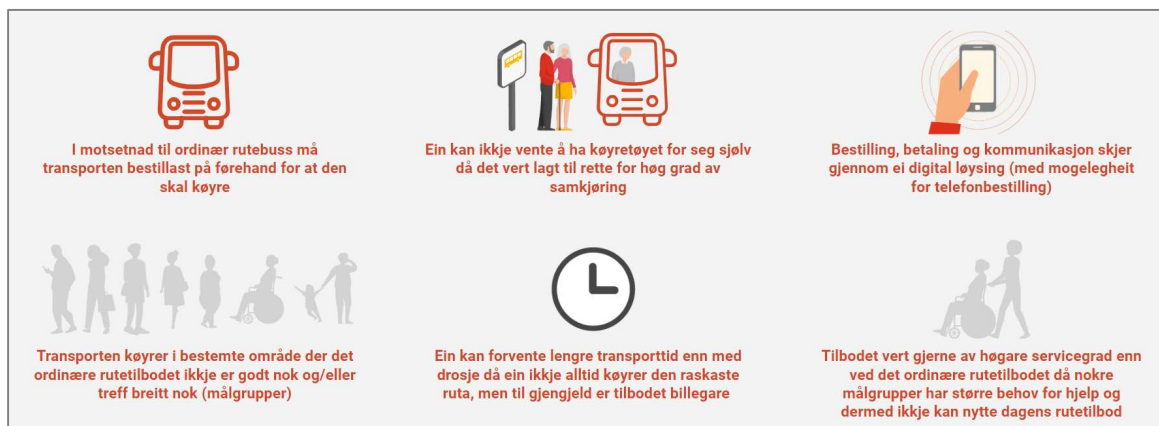 I motsetnad til ordinær rutebuss må
transporten bestillast på førehand for at den
skal køyre
Ein kan ikkje vente å ha køyretøyet for seg sjølv
då det vert lagt til rette for høg grad av
samkjøring
Bestilling, betaling og kommunikasjon skjer
gjennom ei digital løysing (med mogelegheit
for telefonbestilling)
Transporten køyrer i bestemte område der det
ordinære rutetilbodet ikkje er godt nok og/eller
treff breitt nok (målgrupper)
Ein kan forvente lengre transporttid enn med
drosje då ein ikkje alltid køyrer den raskaste
ruta, men til gjengjeld er tilbodet billegare
Tilbodet vert gjerne av høgare servicegrad enn
ved det ordinære rutetilbodet då nokre
målgrupper har større behov for hjelp og
dermed ikkje kan nytte dagens rutetilbod